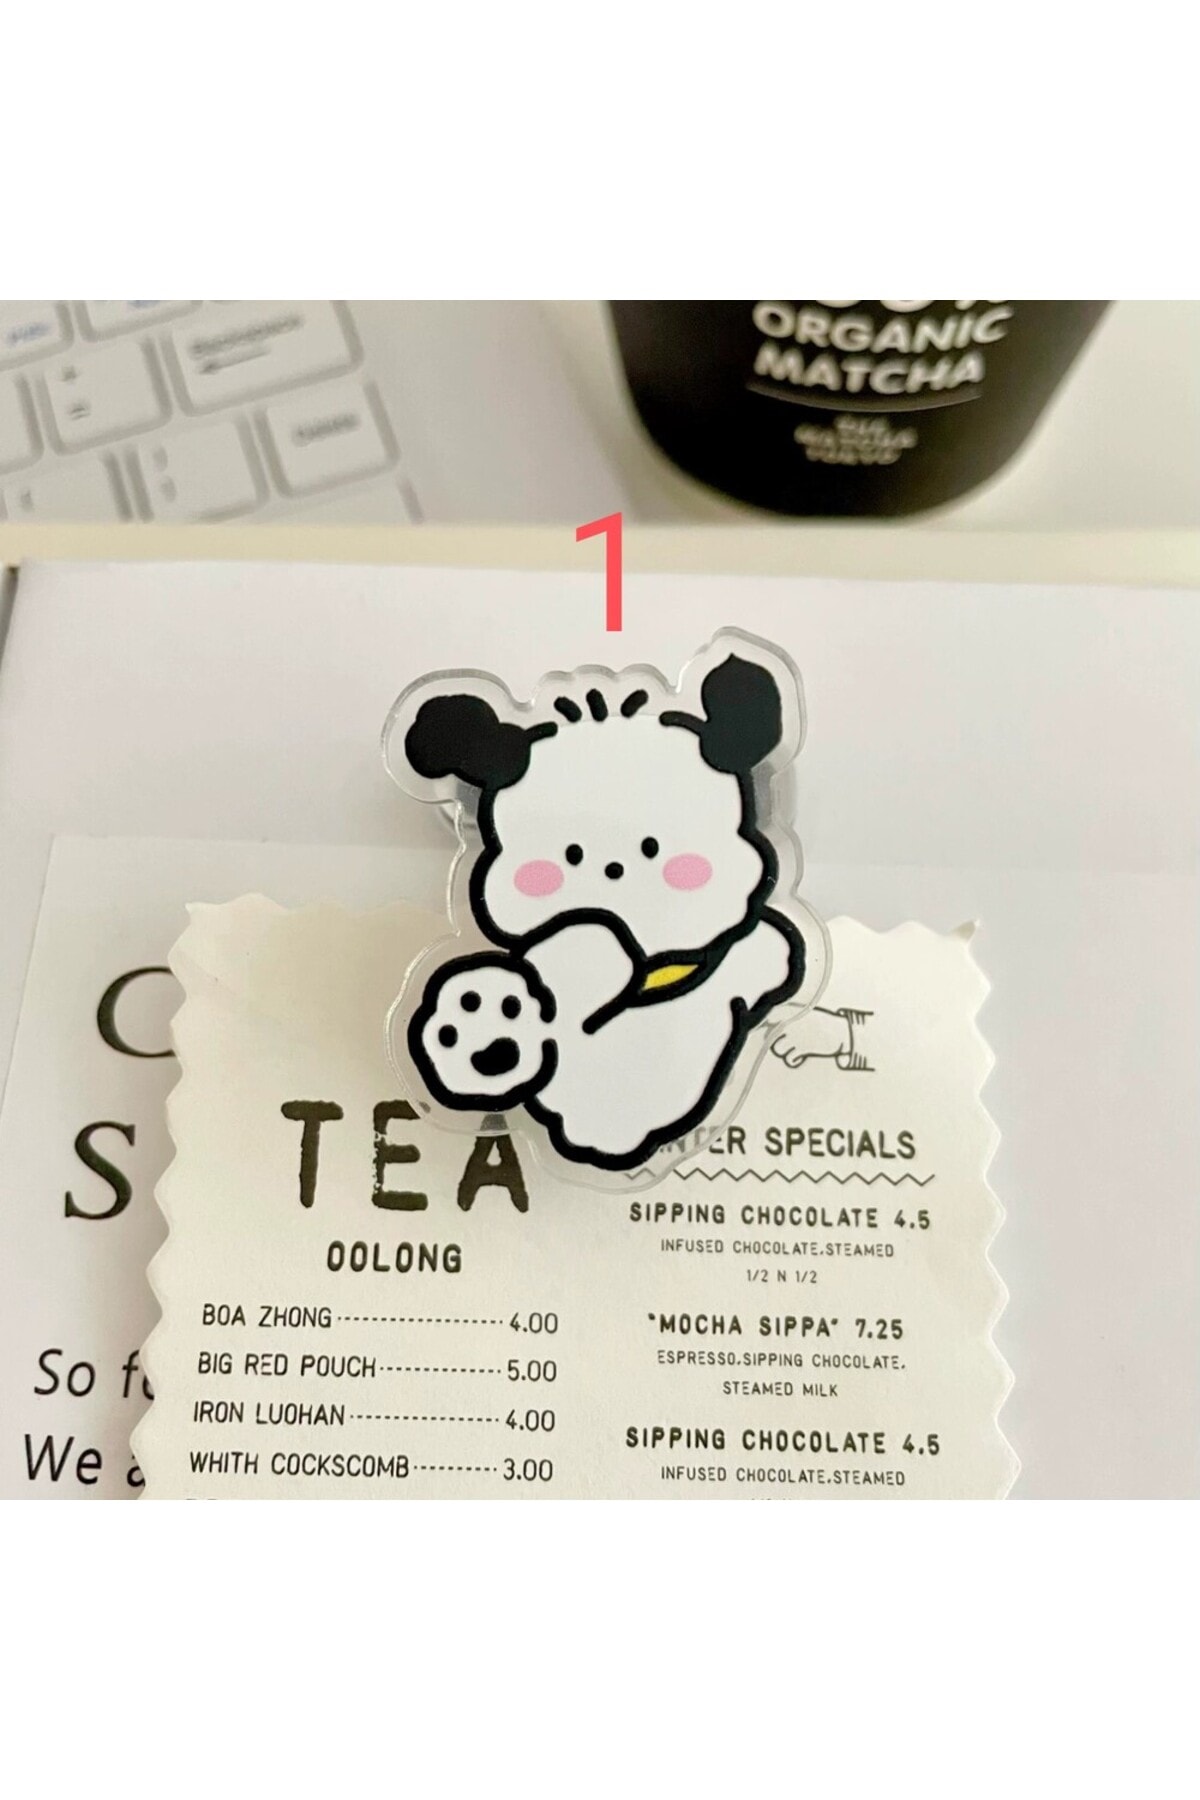 ORGANIC
MATCHA
1
TEA
OOLONG
BOA ZHONG 4.00
BIG RED POUCH 5.00
IRON LUOHAN 4.00
WHITH COCKSCOMB 3.00
SPECIALS
SIPPING CHOCOLATE 4.5
INFUSED CHOCOLATE.STEAMED
1/2 N 1/2
"MOCHA SIPPA" 7.25
ESPRESSO.SIPPING CHOCOLATE.
STEAMED MILK
SIPPING CHOCOLATE 4.5
INFUSED CHOCOLATE.STEAMED
So
We